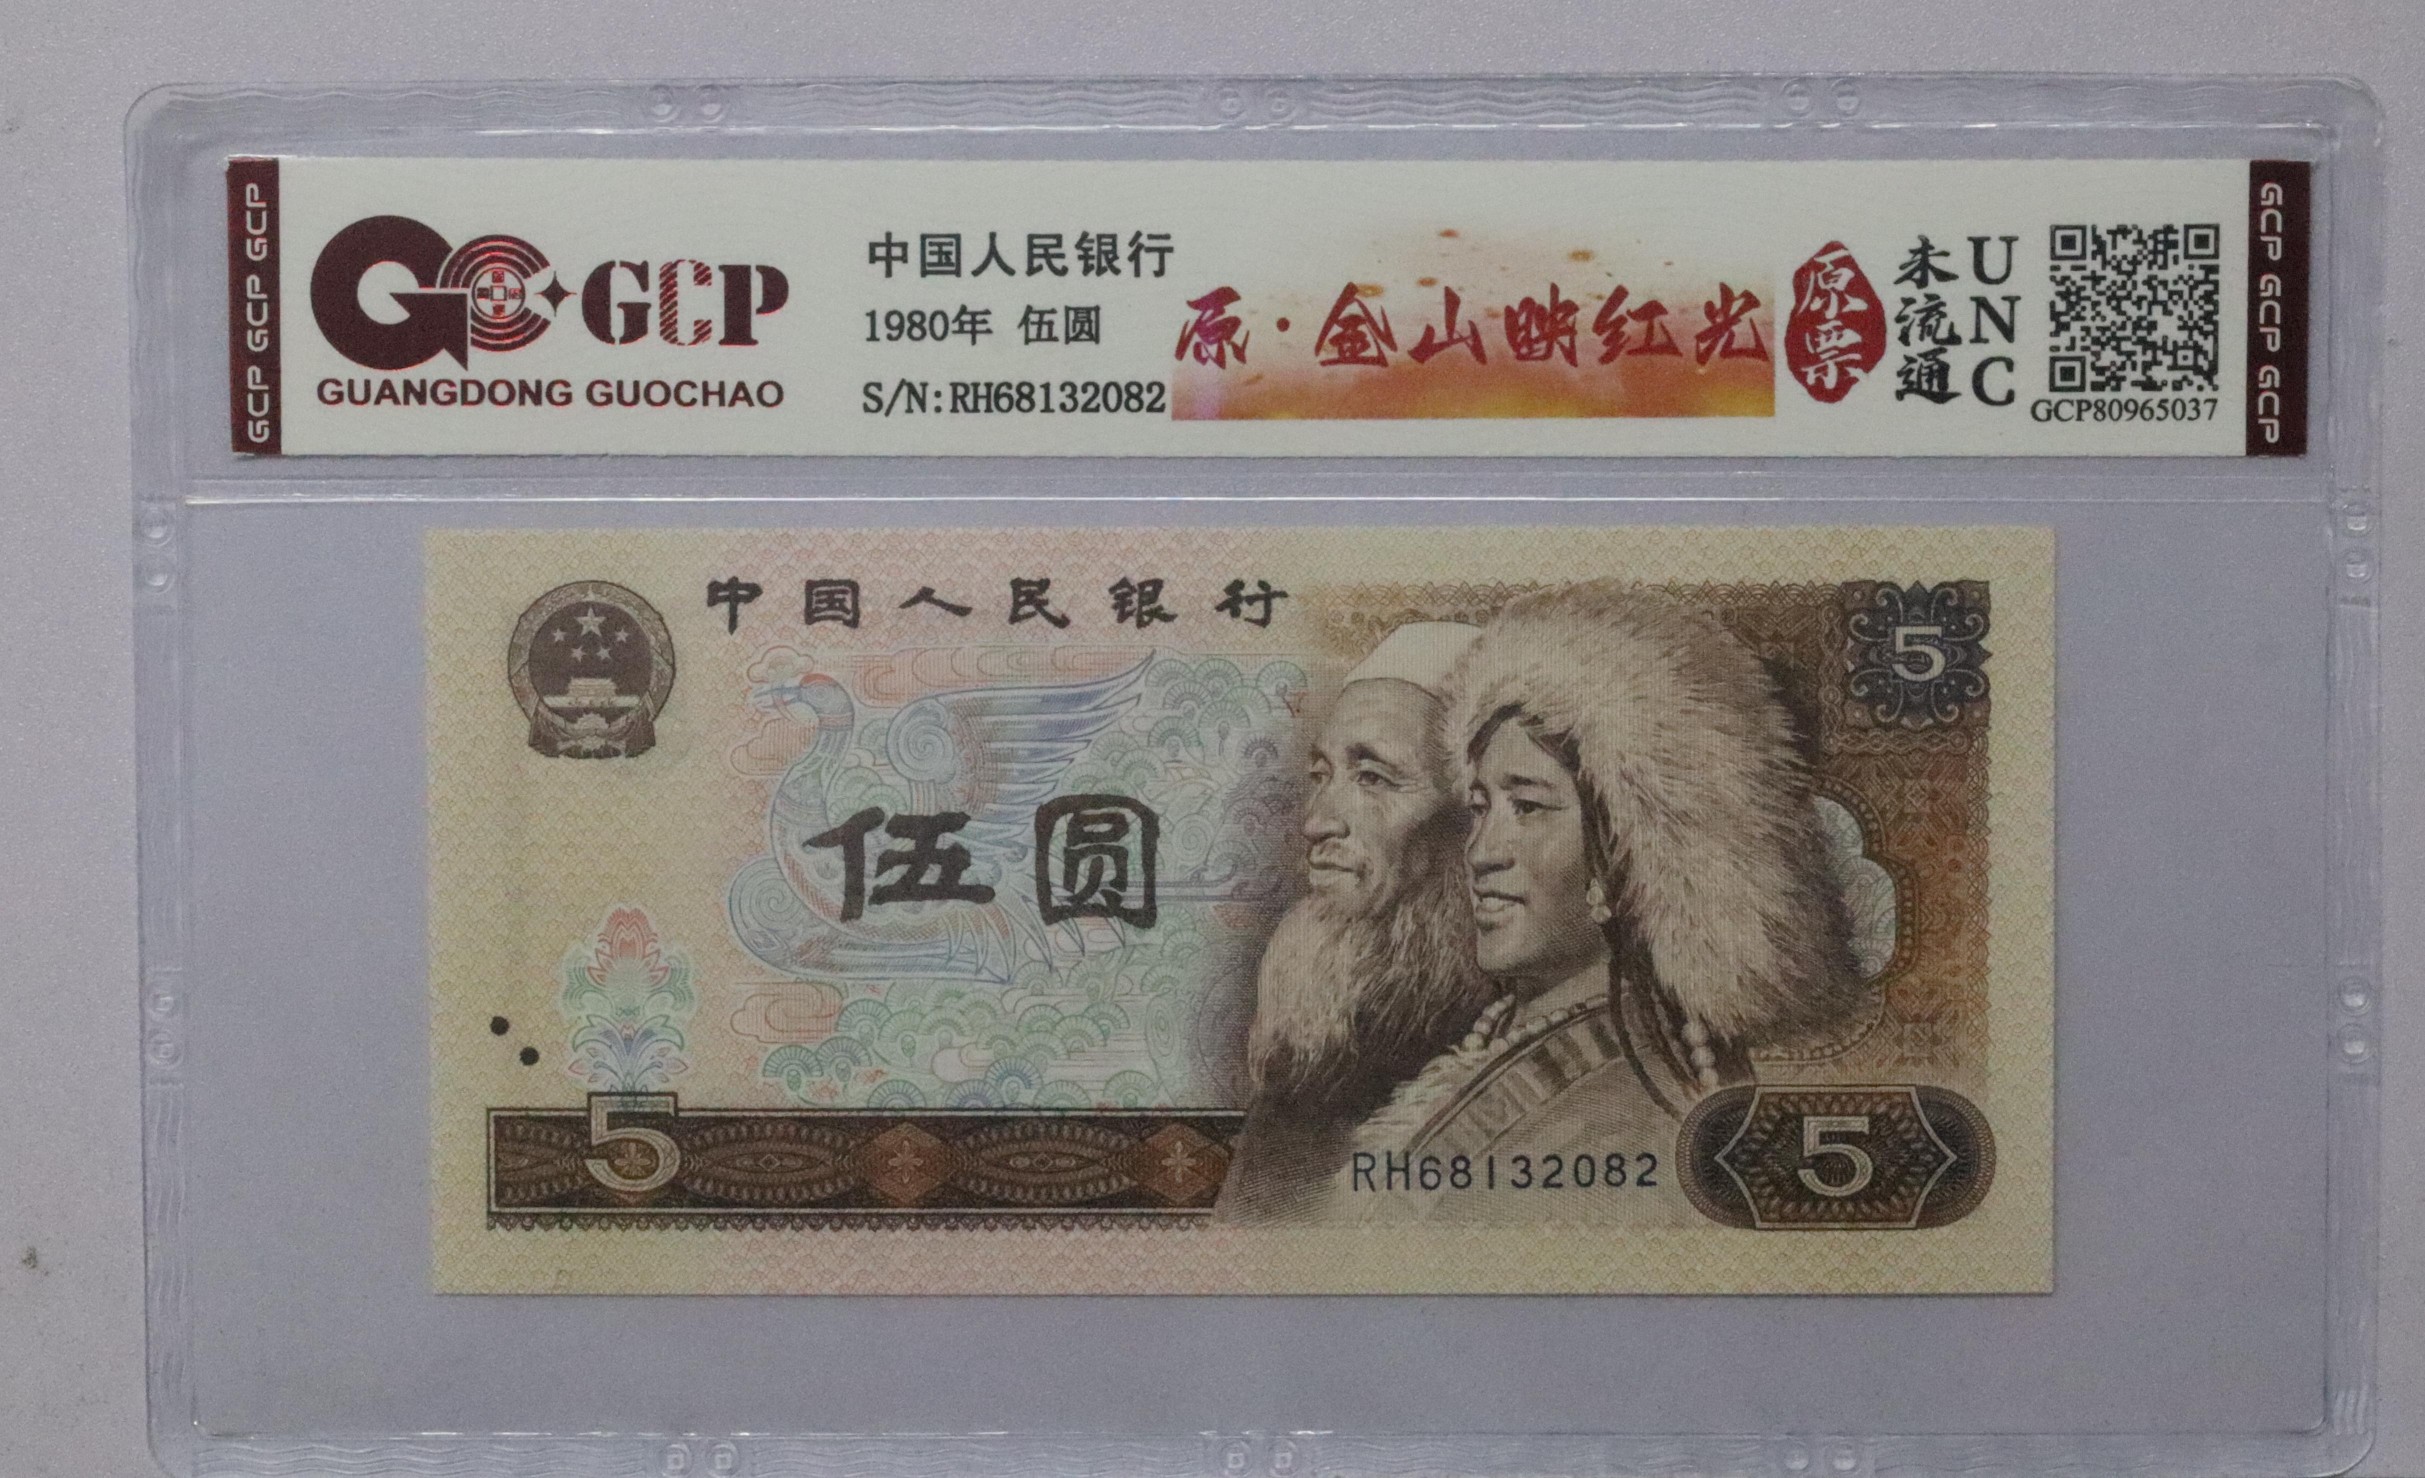 GCP GCP GCP GCP
GCP
GUANGDONG GUOCHAO
中国人民银行
1980年 伍圆
S/N:RH68132082
原·金山映红光
原票
未流通
UNC
GCP80965037
GCP GCP GCP GCP
中国人民银行
5
伍圆
5
RH68132082
5